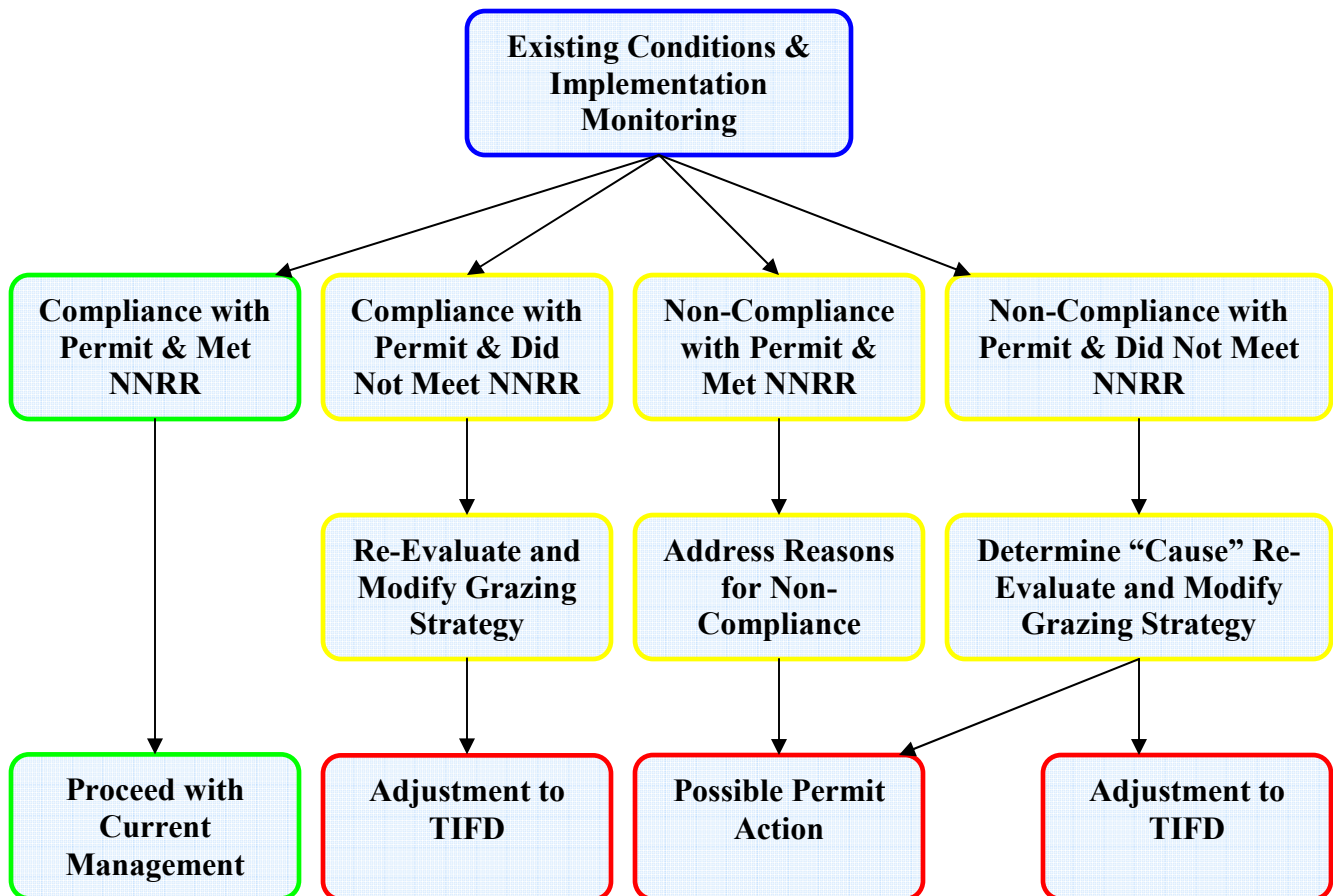 Existing Conditions &
Implementation
Monitoring
Compliance with
Permit & Met
NNRR
Compliance with
Permit & Did
Not Meet NNRR
Non-Compliance
with Permit &
Met NNRR
Non-Compliance with
Permit & Did Not Meet
NNRR
Re-Evaluate and
Modify Grazing
Strategy
Address Reasons
for Non-
Compliance
Determine “Cause” Re-
Evaluate and Modify
Grazing Strategy
Proceed with
Current
Management
Adjustment to
TIFD
Possible Permit
Action
Adjustment to
TIFD